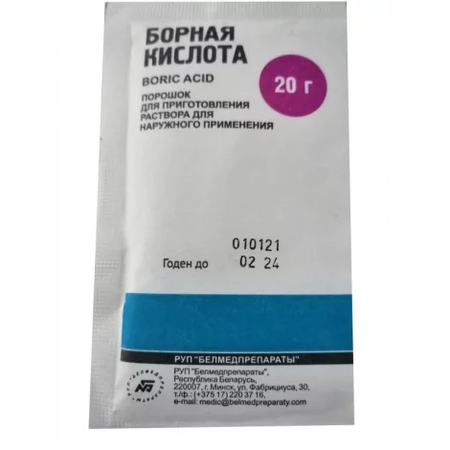 БОРНАЯ
КИСЛОТА
BORIC ACID
20 г
ПОРОШОК
ДЛЯ ПРИГОТОВЛЕНИЯ
РАСТВОРА ДЛЯ
НАРУЖНОГО ПРИМЕНЕНИЯ
010121
Годен до 02 24
РУП "БЕЛМЕДПРЕПАРАТЫ"
РУП "Белмедпрепараты",
Республика Беларусь,
220007, г. Минск, ул. Фабрициуса, 30,
т./ф.: (+375 17) 220 37 16,
e-mail: medic@belmedpreparaty.com